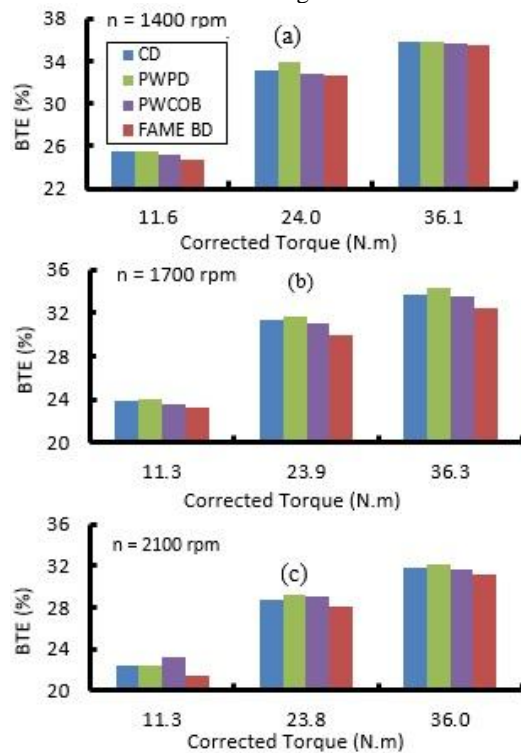 n = 1400 rpm
(a)
CD
PWPD
PWCOB
FAME BD
BTE (%)
38
34
30
26
22
11.6 24.0 36.1
Corrected Torque (N.m)
n = 1700 rpm
(b)
BTE (%)
36
32
28
24
20
11.3 23.9 36.3
Corrected Torque (N.m)
n = 2100 rpm
(c)
BTE (%)
36
32
28
24
20
11.3 23.8 36.0
Corrected Torque (N.m)